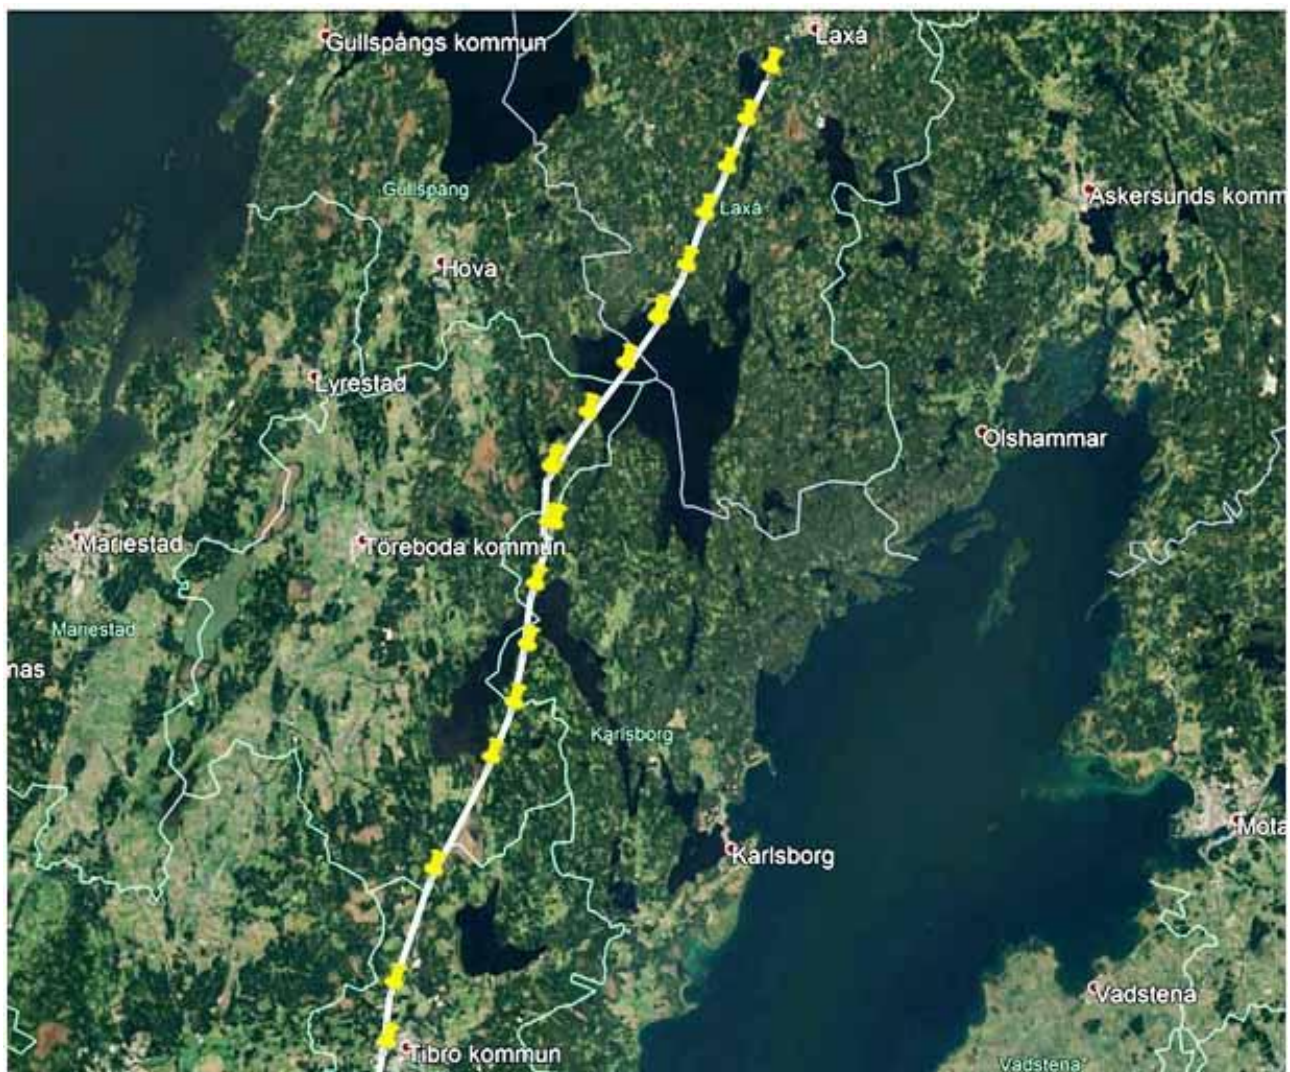 Gullspångs kommun
Laxå
Gullspång
Askersunds komm
Laxå
Hova
Lyrestad
Olshammar
Mariestad
Töreboda kommun
Mariestad
nas
Karlsborg
Mota
Karlsborg
Vadstena
Tibro kommun
Vadstena